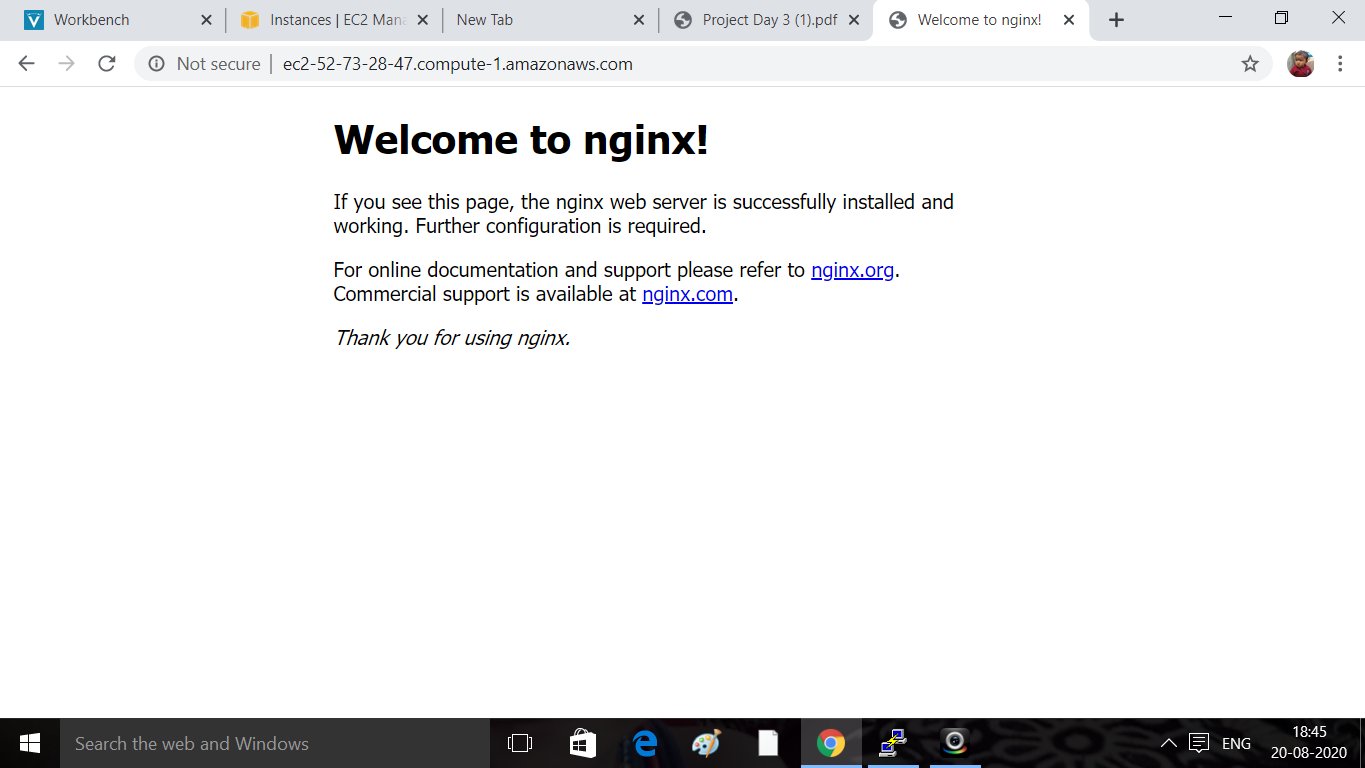 Workbench
Instances | EC2 Mana
New Tab
Project Day 3 (1).pdf
Welcome to nginx!
Not secure | ec2-52-73-28-47.compute-1.amazonaws.com
Welcome to nginx!
If you see this page, the nginx web server is successfully installed and
working. Further configuration is required.
For online documentation and support please refer to nginx.org.
Commercial support is available at nginx.com.
Thank you for using nginx.
Search the web and Windows
ENG
18:45
20-08-2020